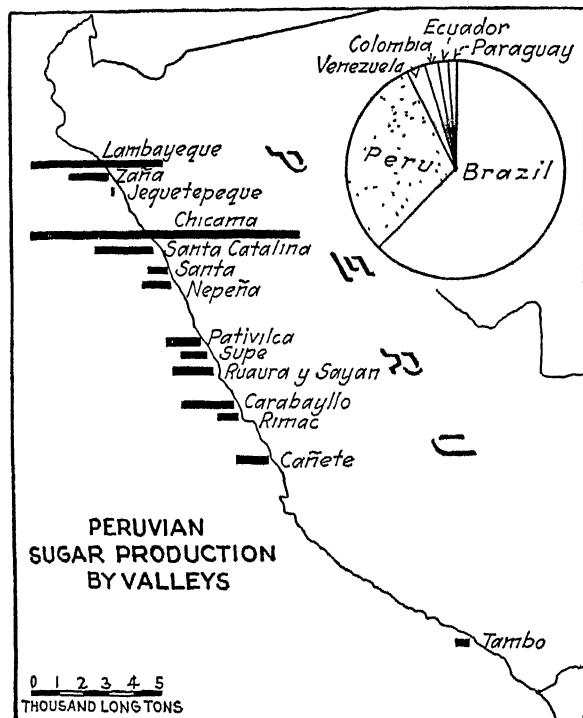 Ecuador
Colombia Paraguay
Venezuela
Peru Brazil
Lambayeque
Zaña
Jequetepeque
Chicama
Santa Catalina
Santa
Nepeña
Pativilca
Supe
Ruaura y Sayan
Carabayllo
Rimac
Cañete
PERU
PERUVIAN
SUGAR PRODUCTION
BY VALLEYS
Tambo
0 1 2 3 4 5
THOUSAND LONG TONS